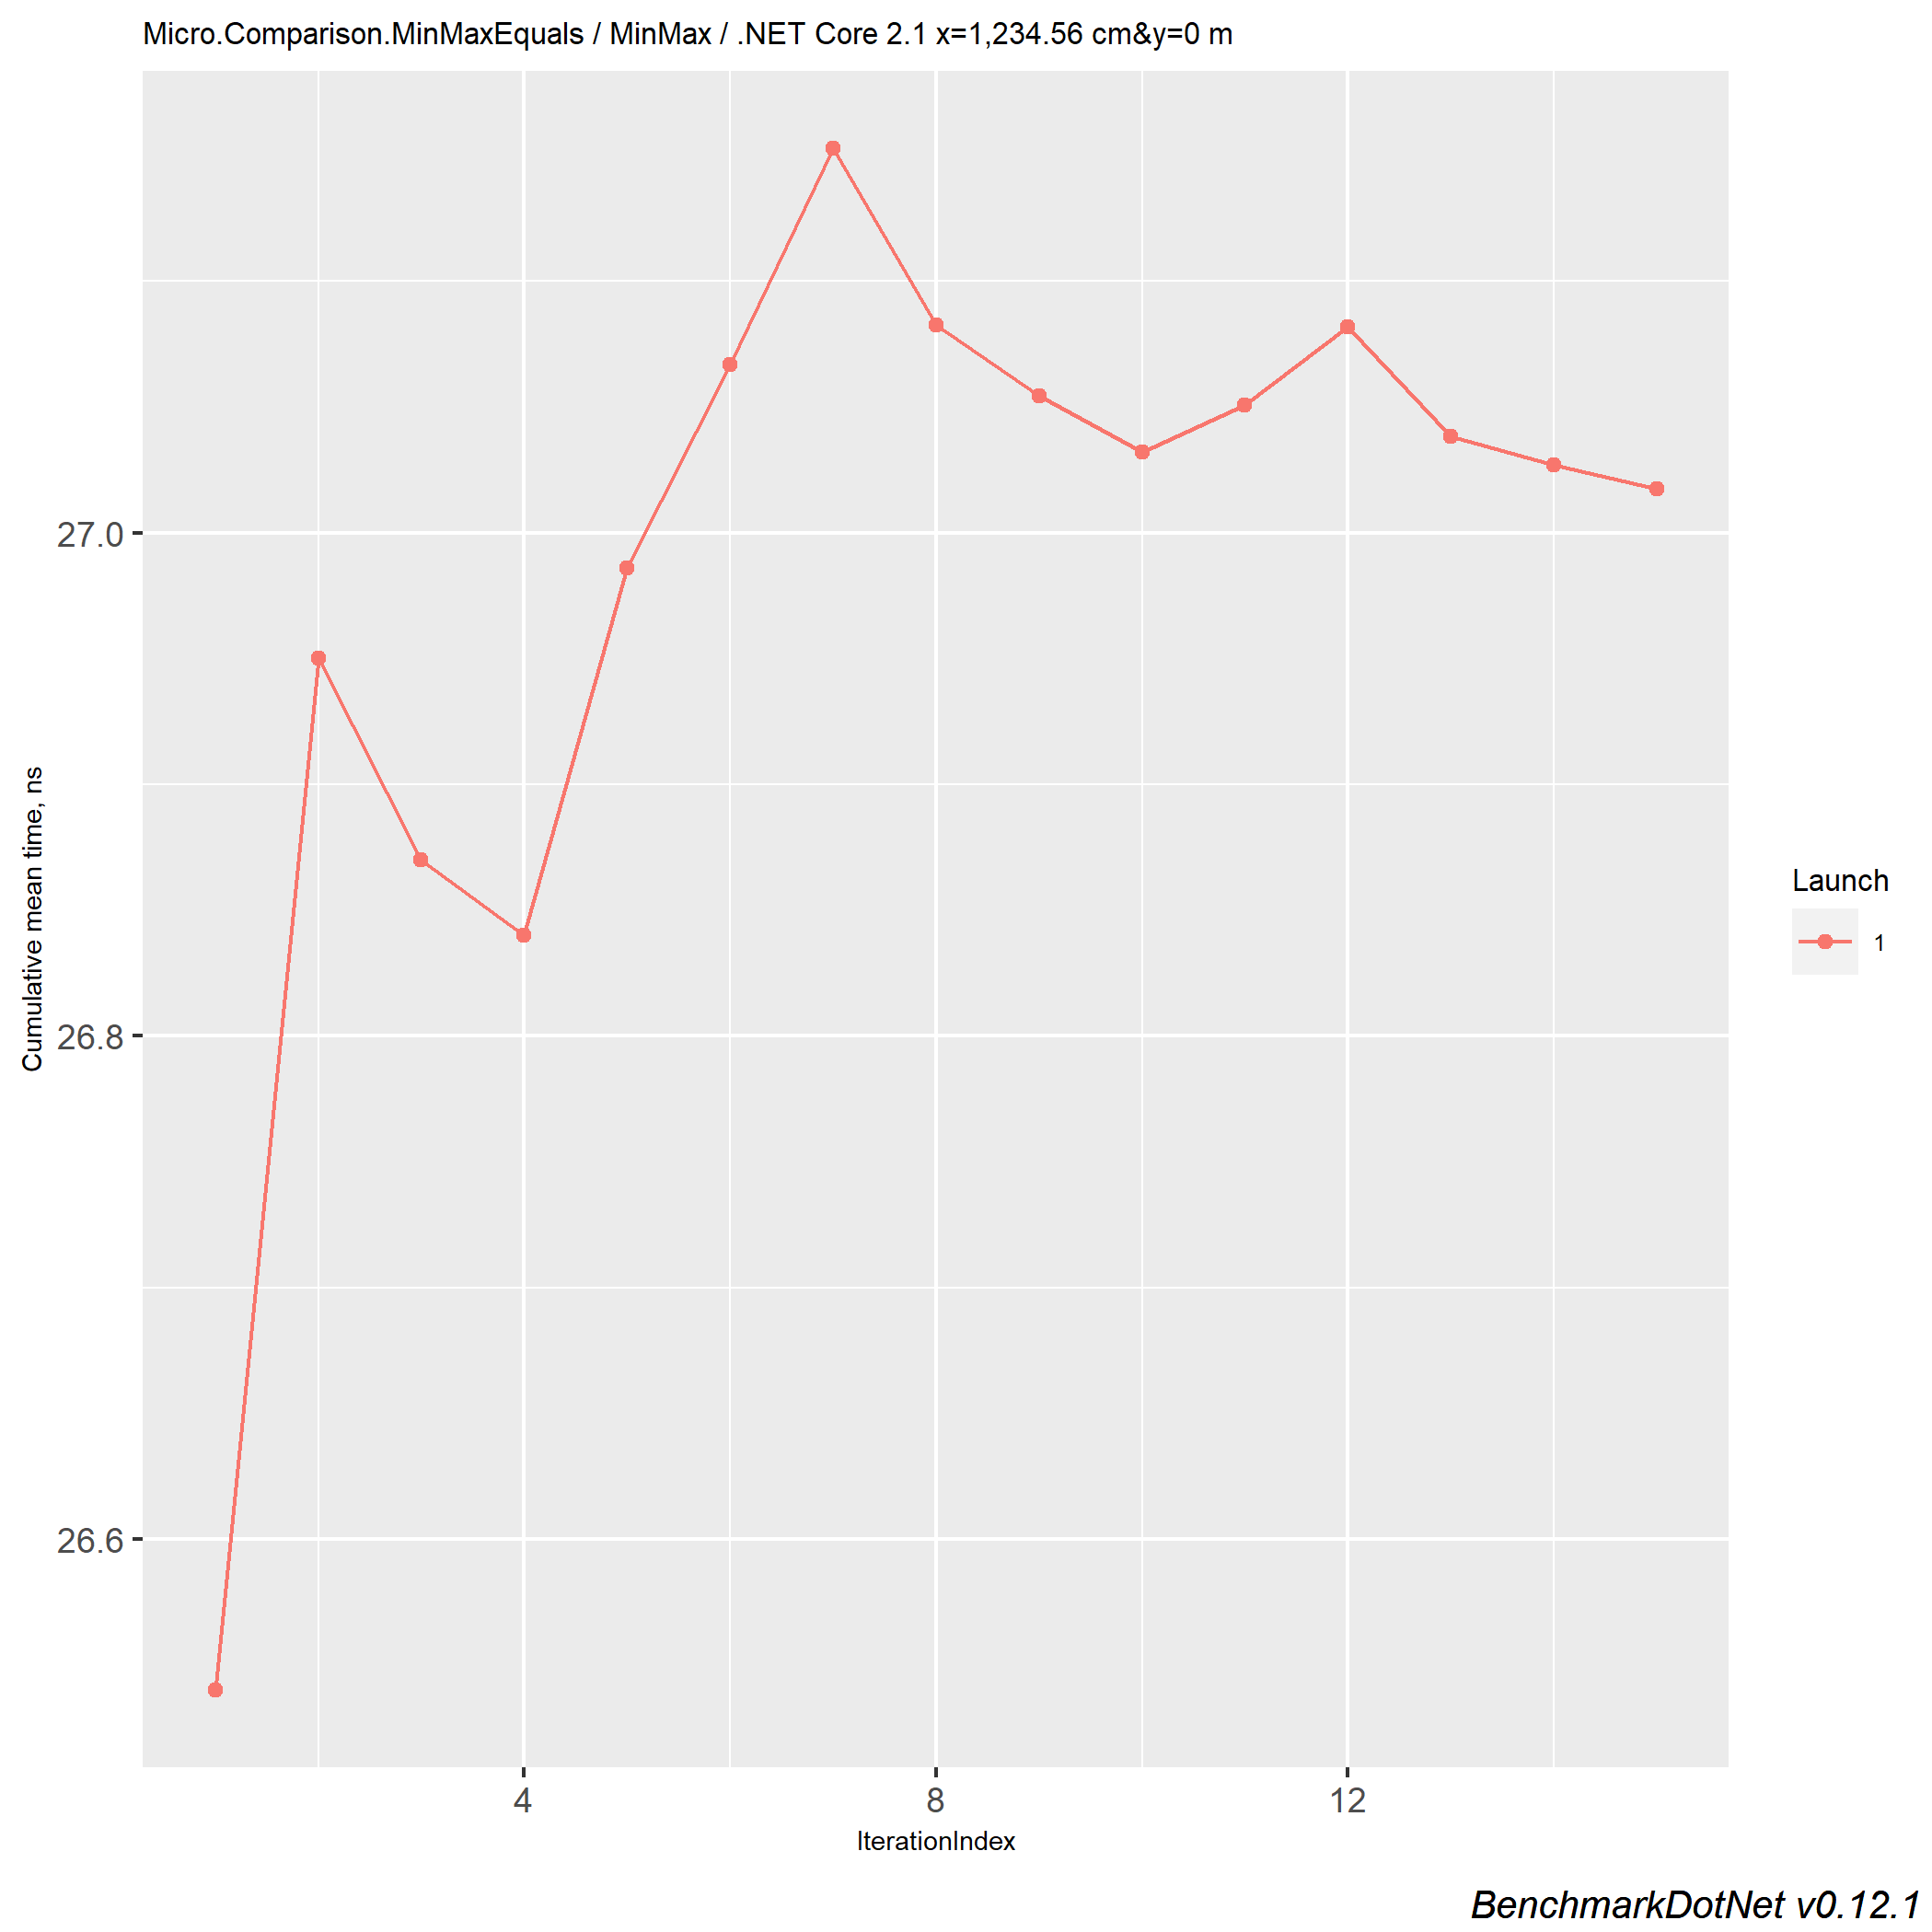 Micro.Comparison.MinMaxEquals / MinMax / .NET Core 2.1 x=1,234.56 cm&y=0 m
Cumulative mean time, ns
27.0
26.8
26.6
4
8
12
IterationIndex
Launch
1
BenchmarkDotNet v0.12.1